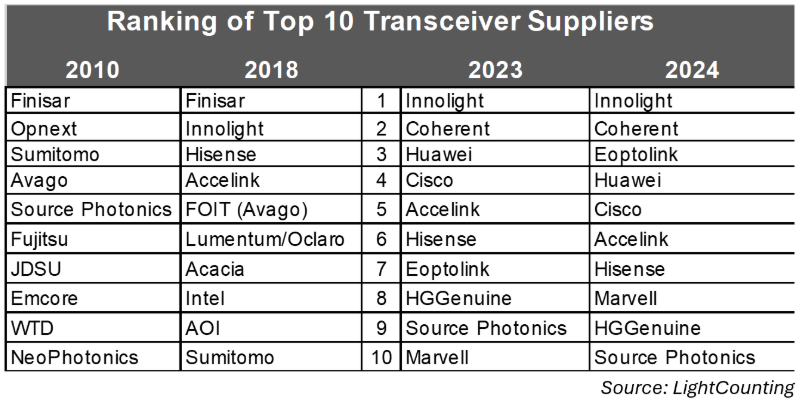 Ranking of Top 10 Transceiver Suppliers
2010 2018 2023 2024
Finisar Finisar 1 Innolight Innolight
Opnext Innolight 2 Coherent Coherent
Sumitomo Hisense 3 Huawei Eoptolink
Avago Accelink 4 Cisco Huawei
Source Photonics FOIT (Avago) 5 Accelink Cisco
Fujitsu Lumentum/Oclaro 6 Hisense Accelink
JDSU Acacia 7 Eoptolink Hisense
Emcore Intel 8 HGGenuine Marvell
WTD AOI 9 Source Photonics HGGenuine
NeoPhotonics Sumitomo 10 Marvell Source Photonics
Source: LightCounting